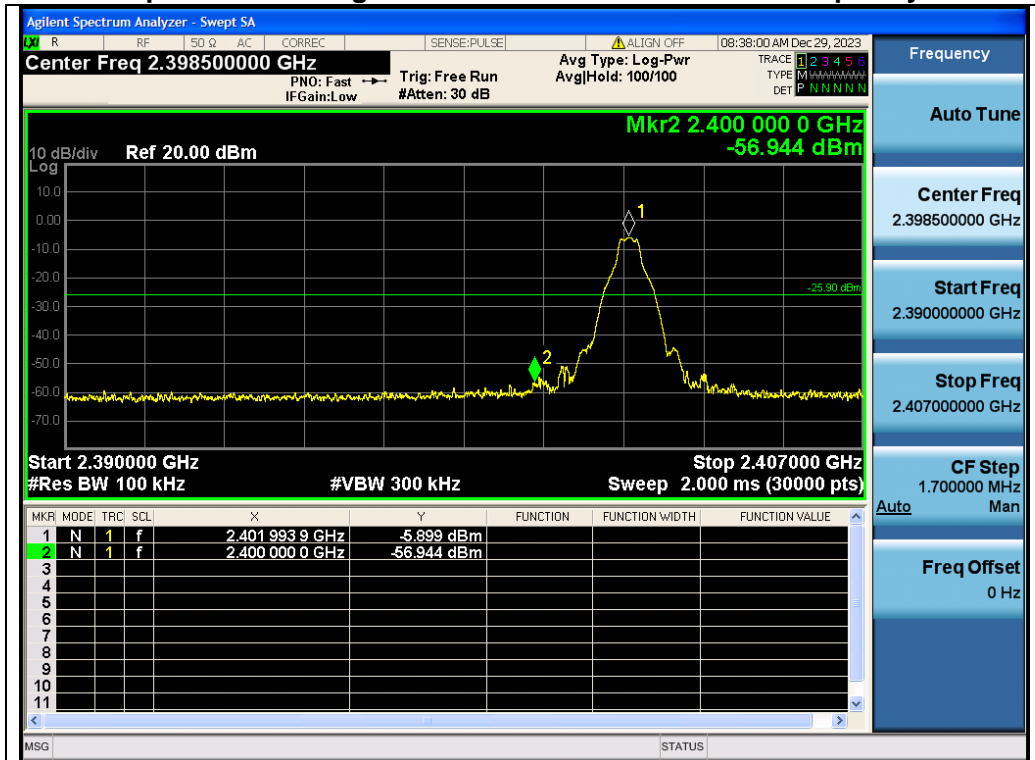 Agilent Spectrum Analyzer - Swept SA
LXI R RF 50 Ω AC CORREC SENSE:PULSE ALIGN OFF 08:38:00 AM Dec 29, 2023
Center Freq 2.398500000 GHz
PNO: Fast
IFGain:Low
Trig: Free Run
#Atten: 30 dB
Avg Type: Log-Pwr
Avg|Hold: 100/100
TRACE 1 2 3 4 5 6
TYPE M WWWWW
DET P N N N N N
Mkr2 2.400 000 0 GHz
-56.944 dBm
10 dB/div Ref 20.00 dBm
Log
10.0
0.00
-10.0
-20.0
-30.0
-40.0
-50.0
-60.0
-70.0
1
2
-25.90 dBm
Start 2.390000 GHz Stop 2.407000 GHz
#Res BW 100 kHz #VBW 300 kHz Sweep 2.000 ms (30000 pts)
MKR MODE TRC SCL X Y FUNCTION FUNCTION WIDTH FUNCTION VALUE
1 N 1 f 2.401 993 9 GHz -5.899 dBm
2 N 1 f 2.400 000 0 GHz -56.944 dBm
3
4
5
6
7
8
9
10
11
MSG STATUS
Frequency
Auto Tune
Center Freq
2.398500000 GHz
Start Freq
2.390000000 GHz
Stop Freq
2.407000000 GHz
CF Step
1.700000 MHz
Auto Man
Freq Offset
0 Hz